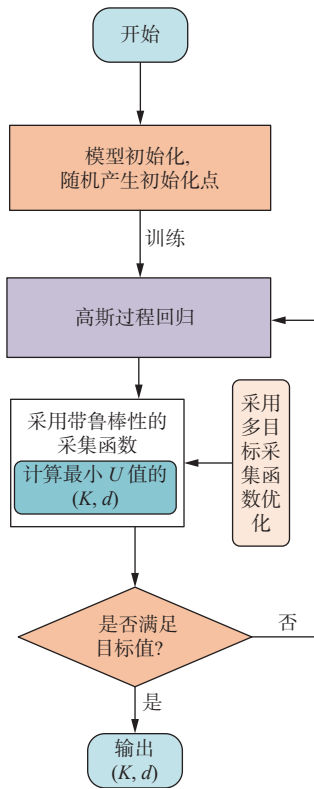 开始
模型初始化,
随机产生初始化点
训练
高斯过程回归
采用带鲁棒性的
采集函数
计算最小 U 值的
(K, d)
采用
多目
标采
集函
数优
化
是否满足
目标值?
否
是
输出
(K, d)